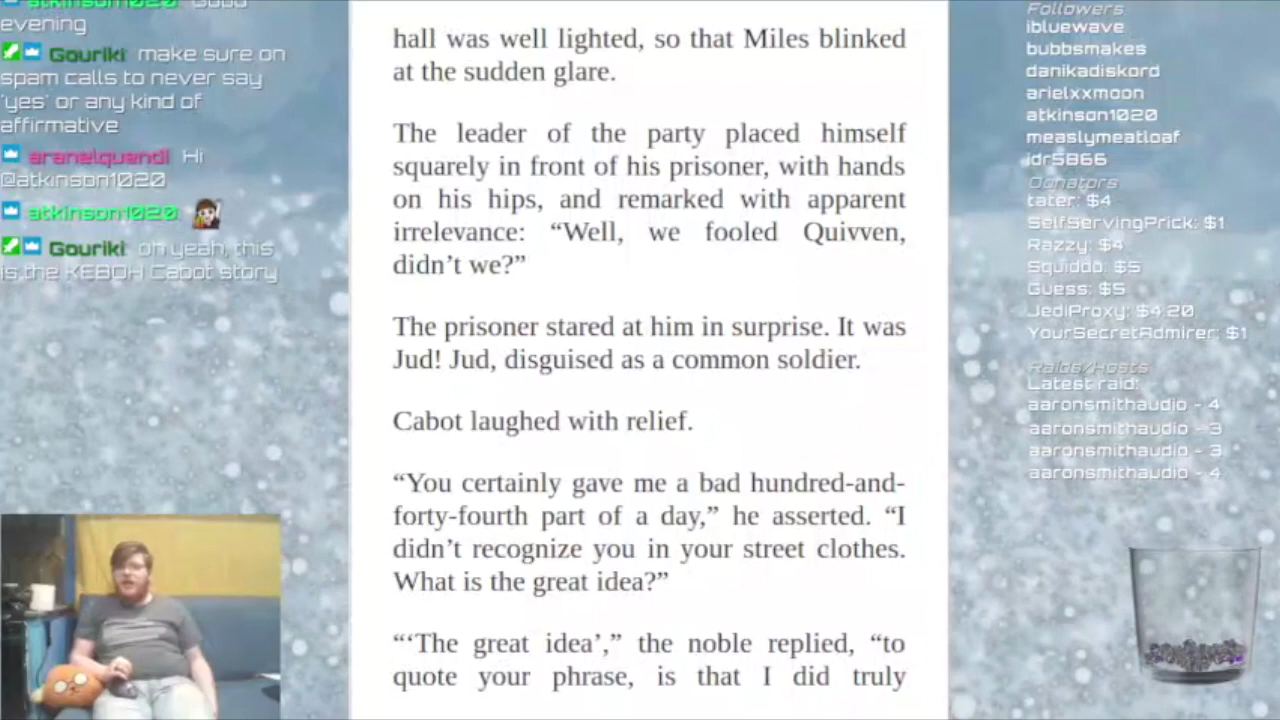 atkinson1020: Good
evening
Gouriki: make sure on
spam calls to never say
'yes' or any kind of
affirmative
aranelquendi: Hi
@atkinson1020
atkinson1020:
Gouriki: oh yeah, this
is the KEBOH Cabot story
hall was well lighted, so that Miles blinked
at the sudden glare.
The leader of the party placed himself
squarely in front of his prisoner, with hands
on his hips, and remarked with apparent
irrelevance: “Well, we fooled Quivven,
didn’t we?”
The prisoner stared at him in surprise. It was
Jud! Jud, disguised as a common soldier.
Cabot laughed with relief.
“You certainly gave me a bad hundred-and-
forty-fourth part of a day,” he asserted. “I
didn’t recognize you in your street clothes.
What is the great idea?”
“‘The great idea’,” the noble replied, “to
quote your phrase, is that I did truly
Followers
ibluewave
bubbsmakes
danikadiskord
arielxxmoon
atkinson1020
measlymeatloaf
jdr5866
Donators
tater: $4
SelfServingPrick: $1
Razzy: $4
Squiddo: $5
Guess: $5
JediProxy: $4.20
YourSecretAdmirer: $1
Raids/Hosts
Latest raid:
aaronsmithaudio - 4
aaronsmithaudio - 3
aaronsmithaudio - 3
aaronsmithaudio - 4